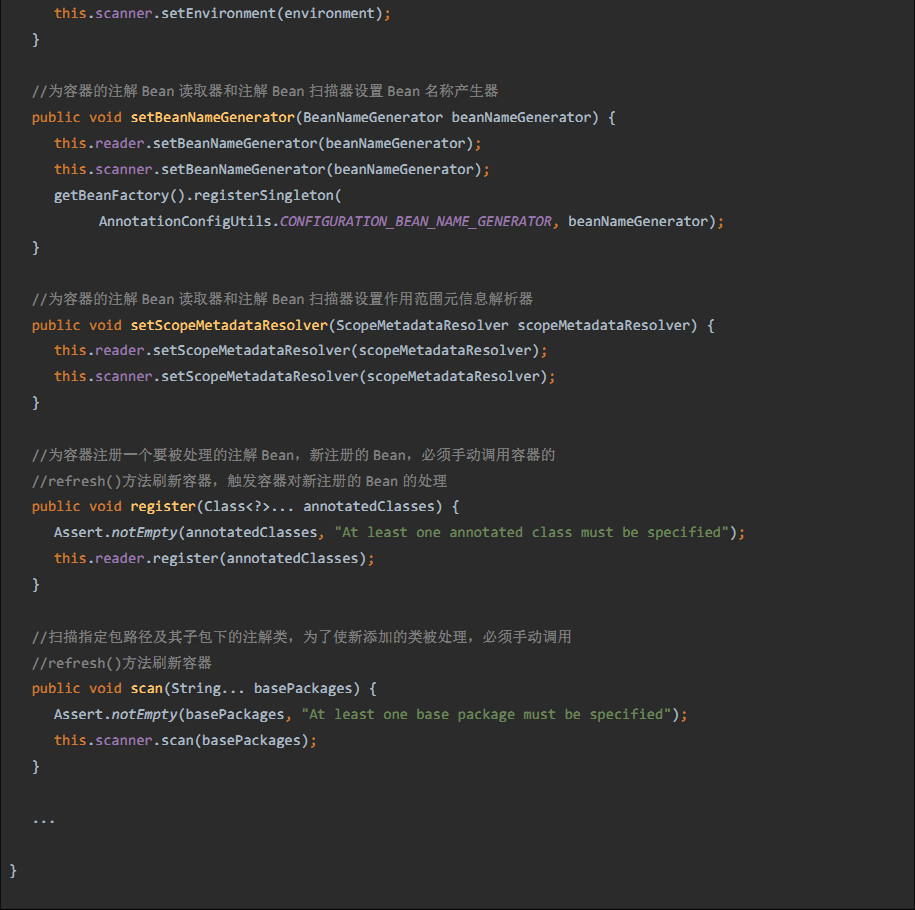 this.scanner.setEnvironment(environment);
}
//为容器的注解 Bean 读取器和注解 Bean 扫描器设置 Bean 名称产生器
public void setBeanNameGenerator(BeanNameGenerator beanNameGenerator) {
this.reader.setBeanNameGenerator(beanNameGenerator);
this.scanner.setBeanNameGenerator(beanNameGenerator);
getBeanFactory().registerSingleton(
AnnotationConfigUtils.CONFIGURATION_BEAN_NAME_GENERATOR, beanNameGenerator);
}
//为容器的注解 Bean 读取器和注解 Bean 扫描器设置作用范围元信息解析器
public void setScopeMetadataResolver(ScopeMetadataResolver scopeMetadataResolver) {
this.reader.setScopeMetadataResolver(scopeMetadataResolver);
this.scanner.setScopeMetadataResolver(scopeMetadataResolver);
}
//为容器注册一个要被处理的注解 Bean，新注册的 Bean，必须手动调用容器的
//refresh()方法刷新容器，触发容器对新注册的 Bean 的处理
public void register(Class<?>... annotatedClasses) {
Assert.notEmpty(annotatedClasses, "At least one annotated class must be specified");
this.reader.register(annotatedClasses);
}
//扫描指定包路径及其子包下的注解类，为了使新添加的类被处理，必须手动调用
//refresh()方法刷新容器
public void scan(String... basePackages) {
Assert.notEmpty(basePackages, "At least one base package must be specified");
this.scanner.scan(basePackages);
}
...
}